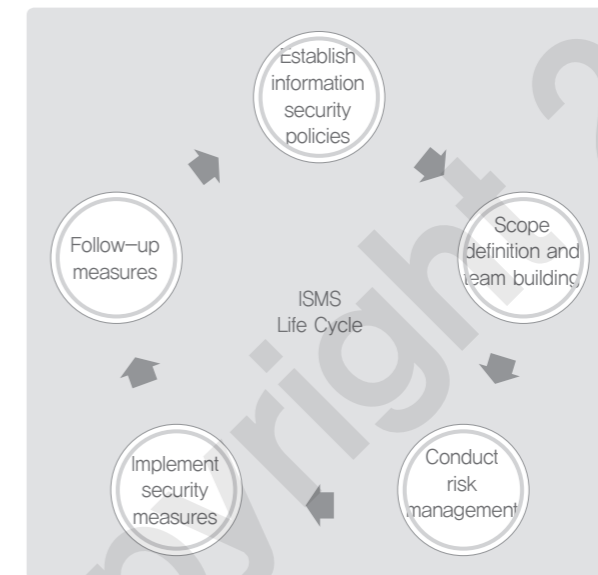 Establish
information
security
policies
Scope
definition and
team building
Conduct
risk
management
Implement
security
measures
Follow-up
measures
ISMS
Life Cycle